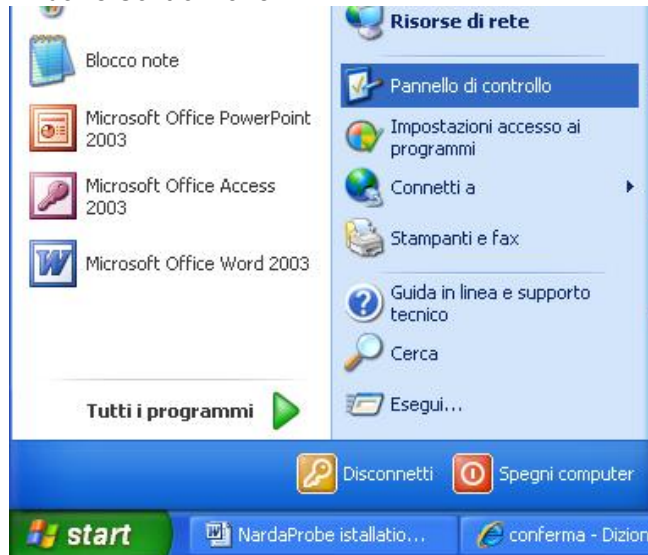 Blocco note
Microsoft Office PowerPoint
2003
Microsoft Office Access
2003
Microsoft Office Word 2003
Tutti i programmi
Risorse di rete
Pannello di controllo
Impostazioni accesso ai
programmi
Connetti a
Stampanti e fax
Guida in linea e supporto
tecnico
Cerca
Esegui...
Disconnetti
Spegni computer
start
NardaProbe istallatio...
conferma - Dizion